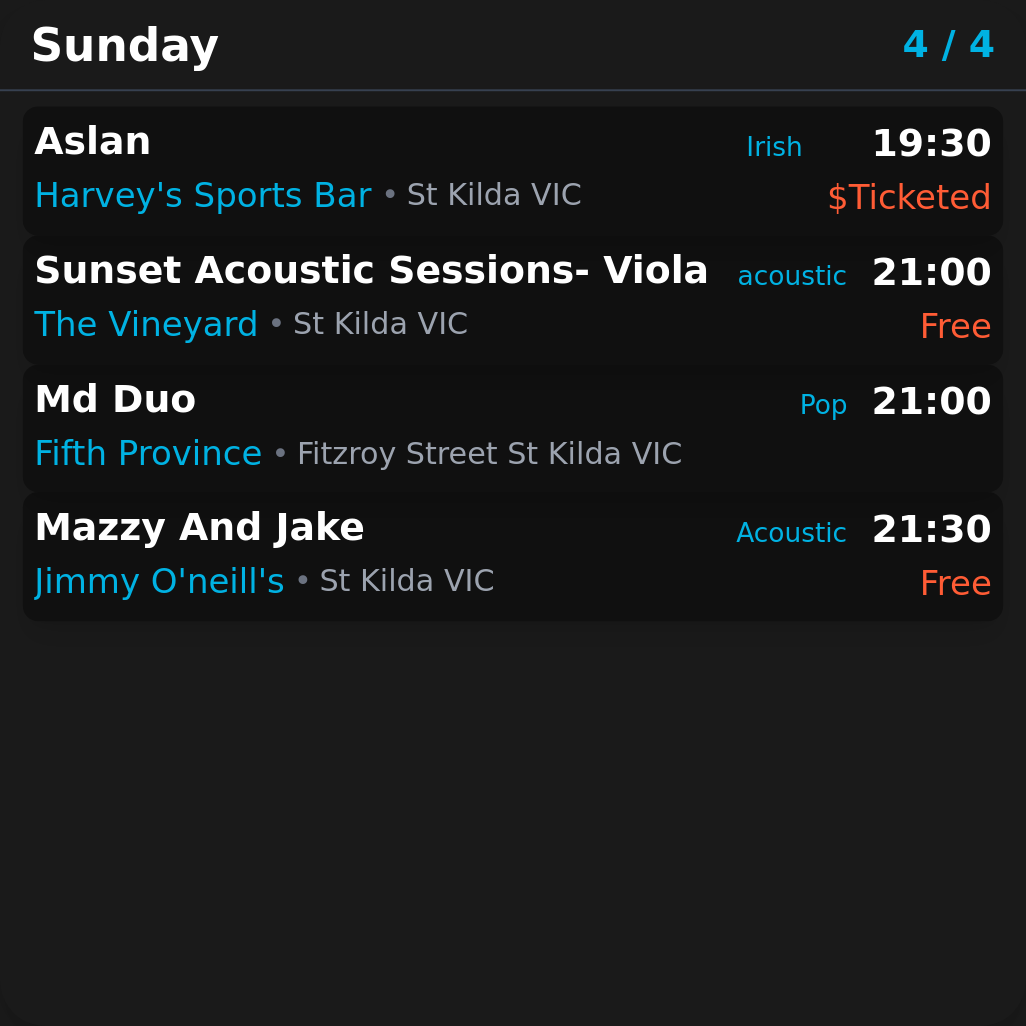 Sunday 4 / 4
Aslan Irish 19:30
Harvey's Sports Bar • St Kilda VIC $Ticketed
Sunset Acoustic Sessions- Viola acoustic 21:00
The Vineyard • St Kilda VIC Free
Md Duo Pop 21:00
Fifth Province • Fitzroy Street St Kilda VIC
Mazzy And Jake Acoustic 21:30
Jimmy O'neill's • St Kilda VIC Free